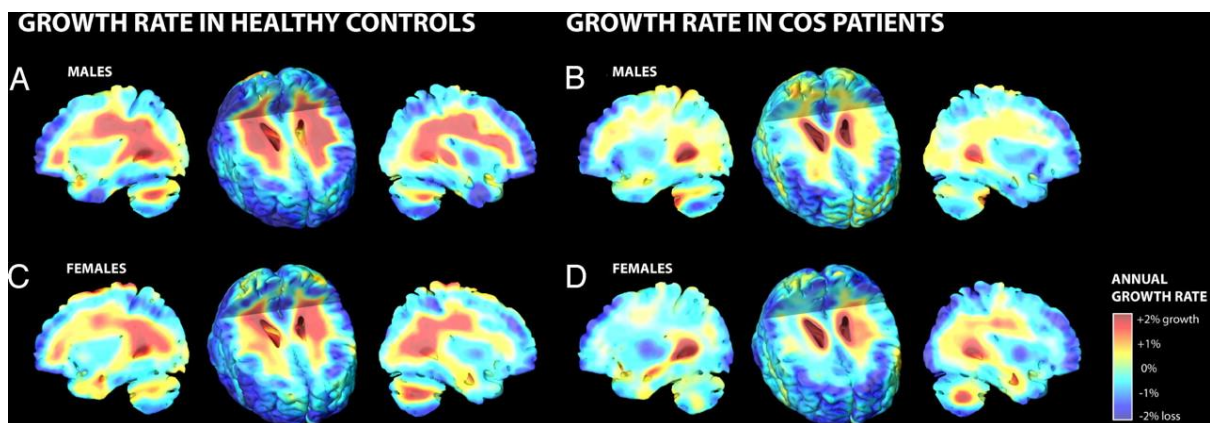 GROWTH RATE IN HEALTHY CONTROLS
GROWTH RATE IN COS PATIENTS
A
MALES
B
MALES
C
FEMALES
D
FEMALES
ANNUAL
GROWTH RATE
+2% growth
+1%
0%
-1%
-2% loss